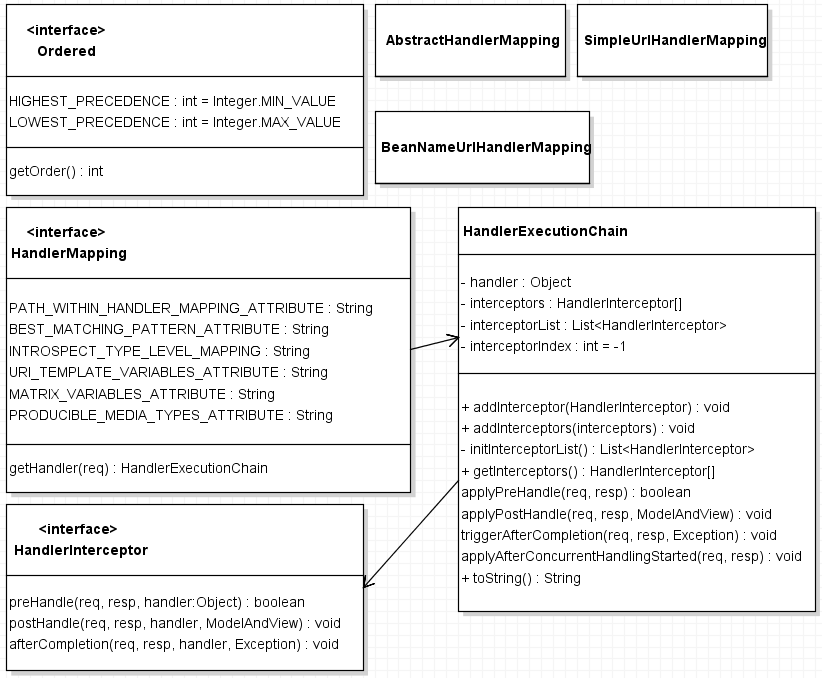 <interface>
Ordered
HIGHEST_PRECEDENCE : int = Integer.MIN_VALUE
LOWEST_PRECEDENCE : int = Integer.MAX_VALUE
getOrder() : int
AbstractHandlerMapping
SimpleUrlHandlerMapping
BeanNameUrlHandlerMapping
<interface>
HandlerMapping
PATH_WITHIN_HANDLER_MAPPING_ATTRIBUTE : String
BEST_MATCHING_PATTERN_ATTRIBUTE : String
INTROSPECT_TYPE_LEVEL_MAPPING : String
URI_TEMPLATE_VARIABLES_ATTRIBUTE : String
MATRIX_VARIABLES_ATTRIBUTE : String
PRODUCIBLE_MEDIA_TYPES_ATTRIBUTE : String
getHandler(req) : HandlerExecutionChain
HandlerExecutionChain
- handler : Object
- interceptors : HandlerInterceptor[]
- interceptorList : List<HandlerInterceptor>
- interceptorIndex : int = -1
+ addInterceptor(HandlerInterceptor) : void
+ addInterceptors(interceptors) : void
- initInterceptorList() : List<HandlerInterceptor>
+ getInterceptors() : HandlerInterceptor[]
applyPreHandle(req, resp) : boolean
applyPostHandle(req, resp, ModelAndView) : void
triggerAfterCompletion(req, resp, Exception) : void
applyAfterConcurrentHandlingStarted(req, resp) : void
+ toString() : String
<interface>
HandlerInterceptor
preHandle(req, resp, handler:Object) : boolean
postHandle(req, resp, handler, ModelAndView) : void
afterCompletion(req, resp, handler, Exception) : void